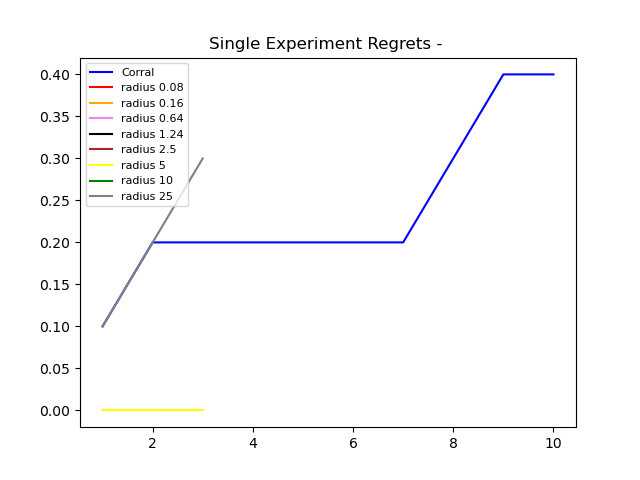 Single Experiment Regrets -
0.40
0.35
0.30
0.25
0.20
0.15
0.10
0.05
0.00
Corral
radius 0.08
radius 0.16
radius 0.64
radius 1.24
radius 2.5
radius 5
radius 10
radius 25
2 4 6 8 10